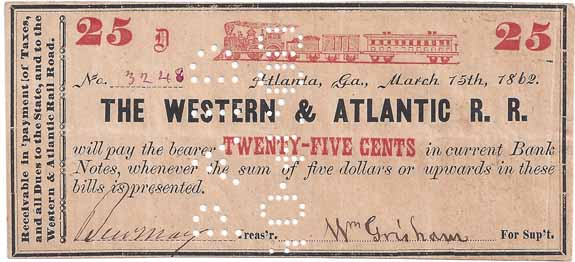 Receivable in payment of Taxes,
and all Dues to the State, and to the
Western & Atlantic Rail Road.
25 D 25
No. 3248 Atlanta, Ga., March 15th, 1862.
THE WESTERN & ATLANTIC R. R.
will pay the bearer TWENTY-FIVE CENTS in current Bank
Notes, whenever the sum of five dollars or upwards in these
bills is presented.
May Treas'r. Wm Grisham For Sup't.